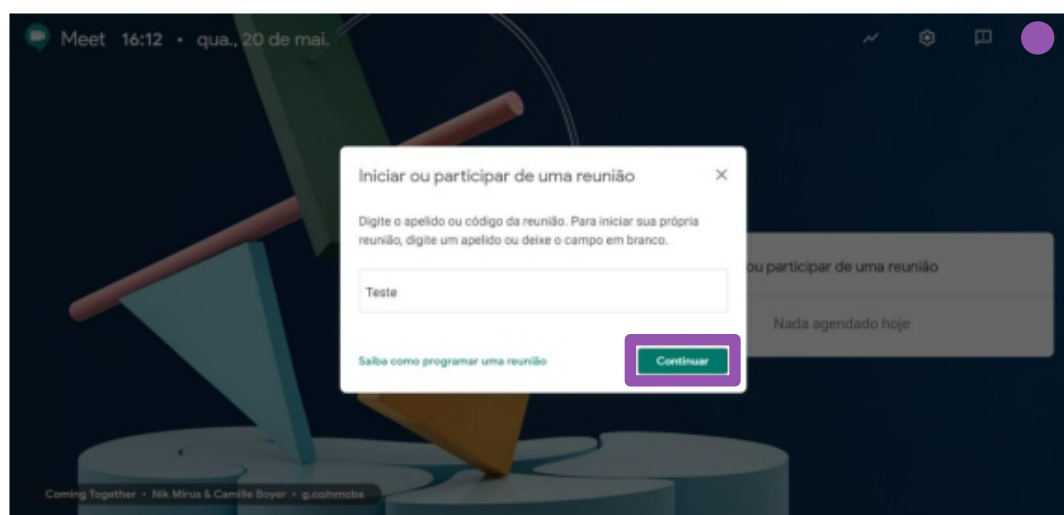 Meet 16:12 • qua., 20 de mai.
Iniciar ou participar de uma reunião
Digite o apelido ou código da reunião. Para iniciar sua própria
reunião, digite um apelido ou deixe o campo em branco.
Teste
Saiba como programar uma reunião
Continuar
ou participar de uma reunião
Nada agendado hoje
Coming Together • Nik Mirus & Camille Boyer • g.co/nmcba